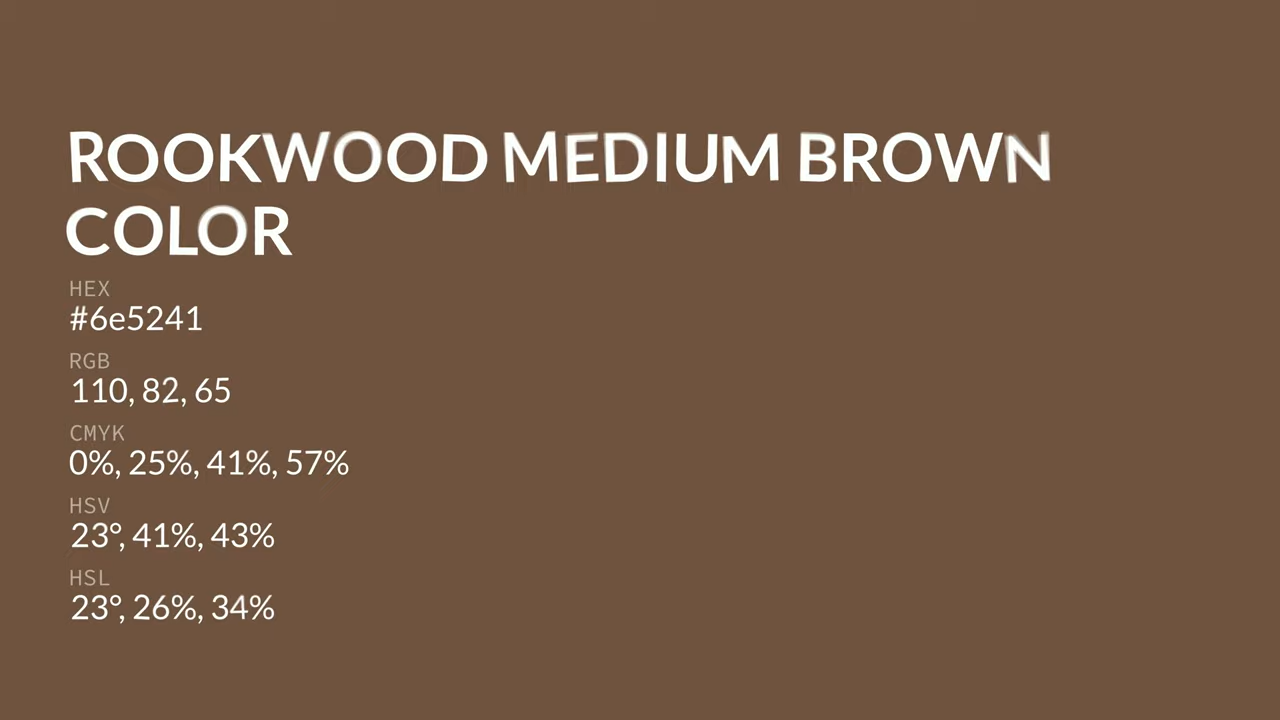 ROOKWOOD MEDIUM BROWN
COLOR
HEX
#6e5241
RGB
110, 82, 65
CMYK
0%, 25%, 41%, 57%
HSV
23°, 41%, 43%
HSL
23°, 26%, 34%